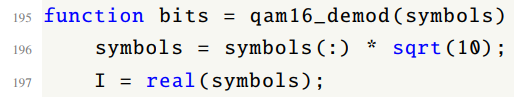 195 function bits = qam16_demod(symbols)
196 symbols = symbols(:) * sqrt(10);
197 I = real(symbols);